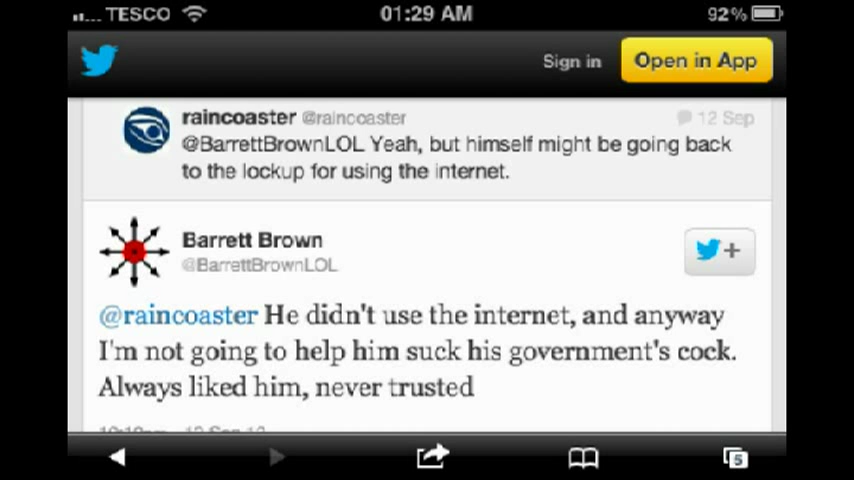 TESCO 01:29 AM 92%
Sign in Open in App
raincoaster @raincoaster 12 Sep
@BarrettBrownLOL Yeah, but himself might be going back
to the lockup for using the internet.
Barrett Brown
@BarrettBrownLOL
@raincoaster He didn't use the internet, and anyway
I'm not going to help him suck his government's cock.
Always liked him, never trusted
5